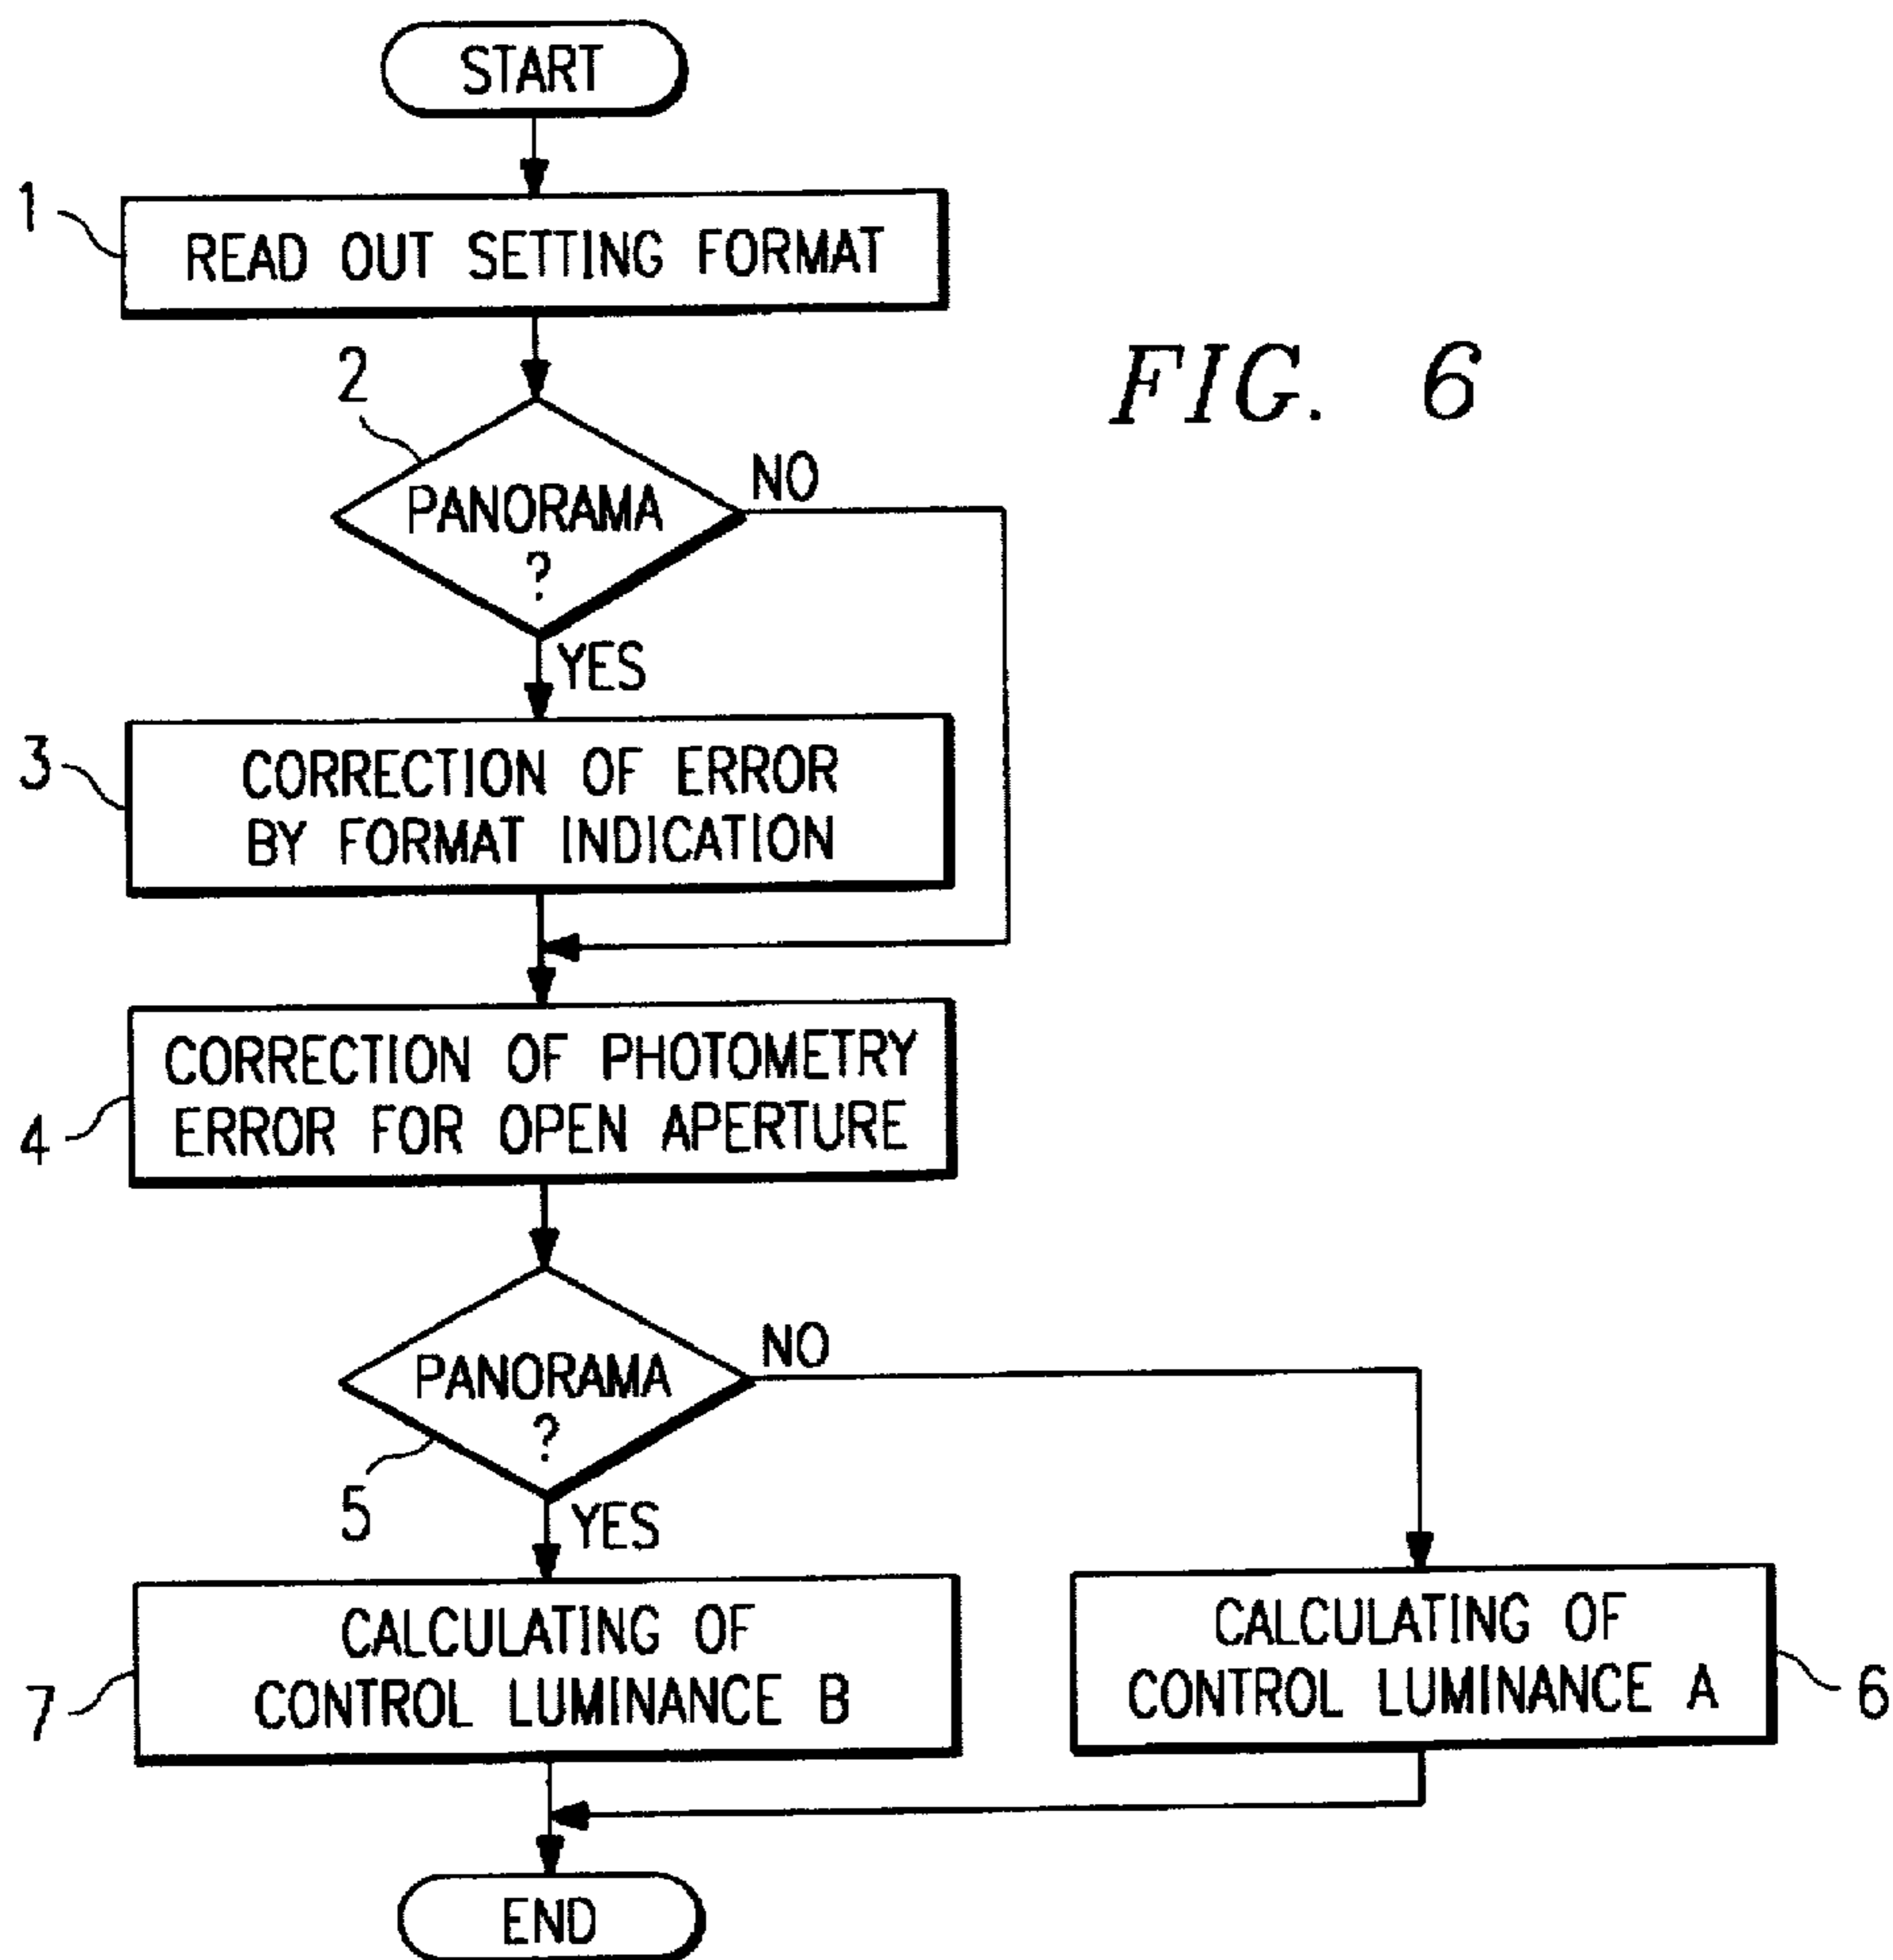 START
1
READ OUT SETTING FORMAT
FIG. 6
2
PANORAMA
?
NO
YES
3
CORRECTION OF ERROR
BY FORMAT INDICATION
4
CORRECTION OF PHOTOMETRY
ERROR FOR OPEN APERTURE
PANORAMA
?
NO
5
YES
7
CALCULATING OF
CONTROL LUMINANCE B
CALCULATING OF
CONTROL LUMINANCE A
6
END